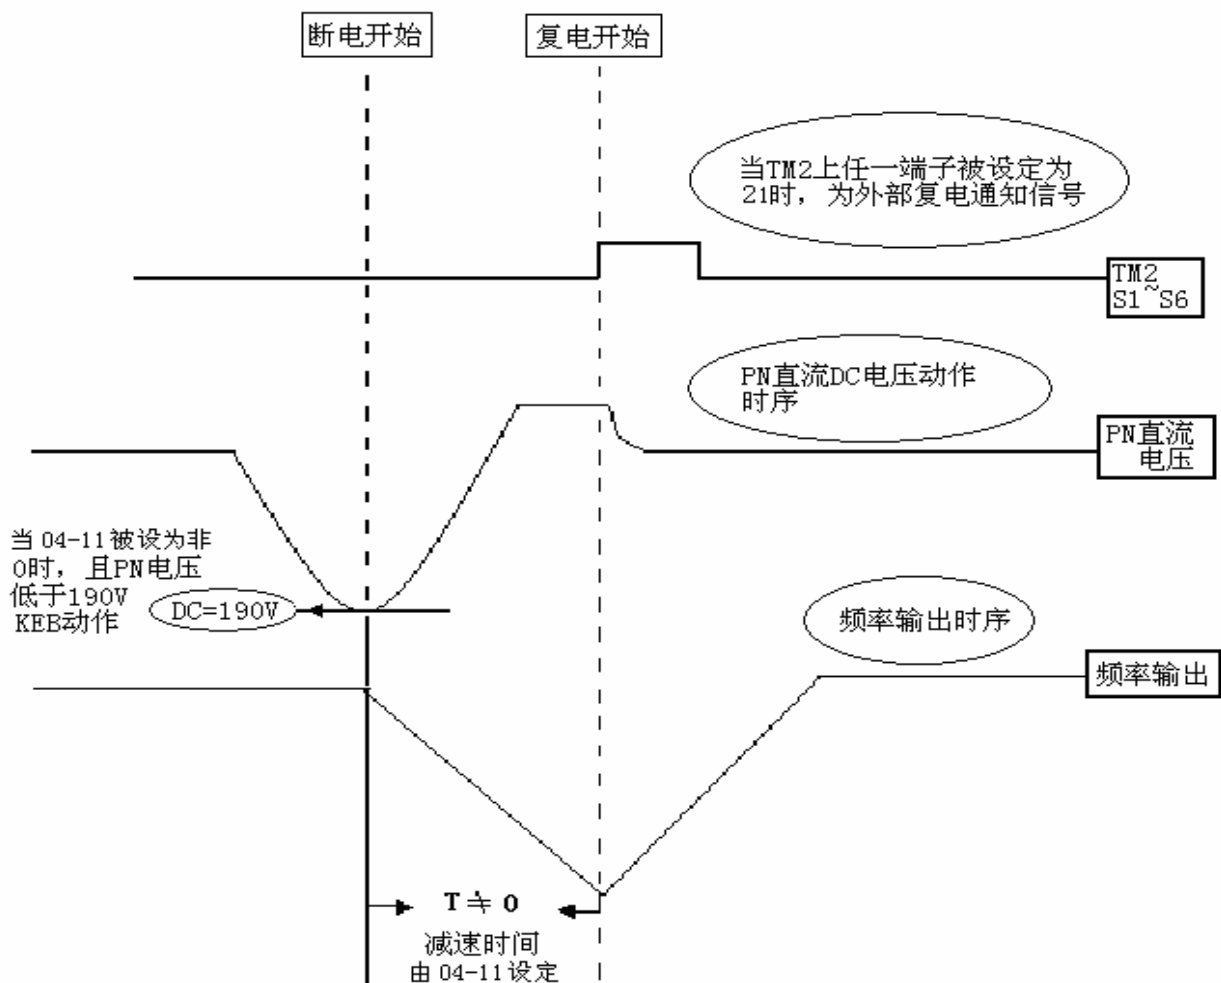 断电开始
复电开始
当TM2上任一端子被设定为
21时，为外部复电通知信号
TM2
S1~S6
PN直流DC电压动作
时序
PN直流
电压
当04-11被设为非
0时，且PN电压
低于190V
KEB动作
DC=190V
频率输出时序
频率输出
T≠0
减速时间
由04-11设定